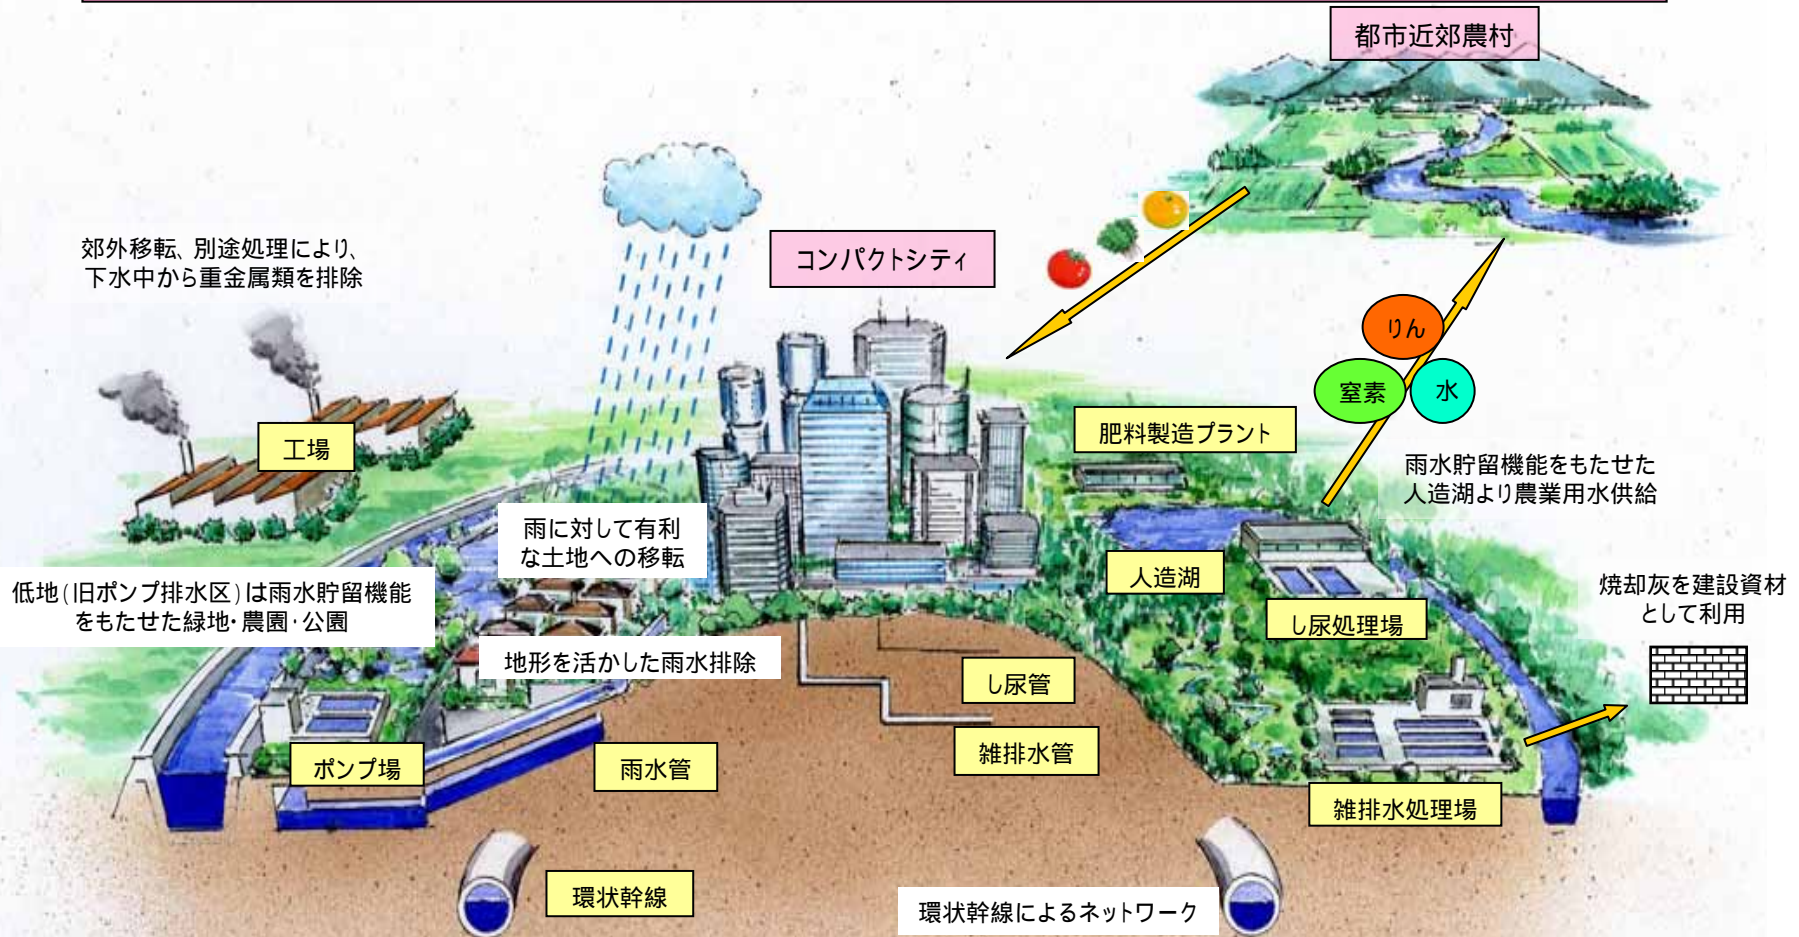 都市近郊農村
郊外移転、別途処理により、
下水中から重金属類を排除
コンパクトシティ
りん
窒素
水
工場
肥料製造プラント
雨水貯留機能をもたせた
人造湖より農業用水供給
雨に対して有利
な土地への移転
人造湖
低地(旧ポンプ排水区)は雨水貯留機能
をもたせた緑地・農園・公園
し尿処理場
焼却灰を建設資材
として利用
地形を活かした雨水排除
し尿管
雑排水管
ポンプ場
雨水管
雑排水処理場
環状幹線
環状幹線によるネットワーク